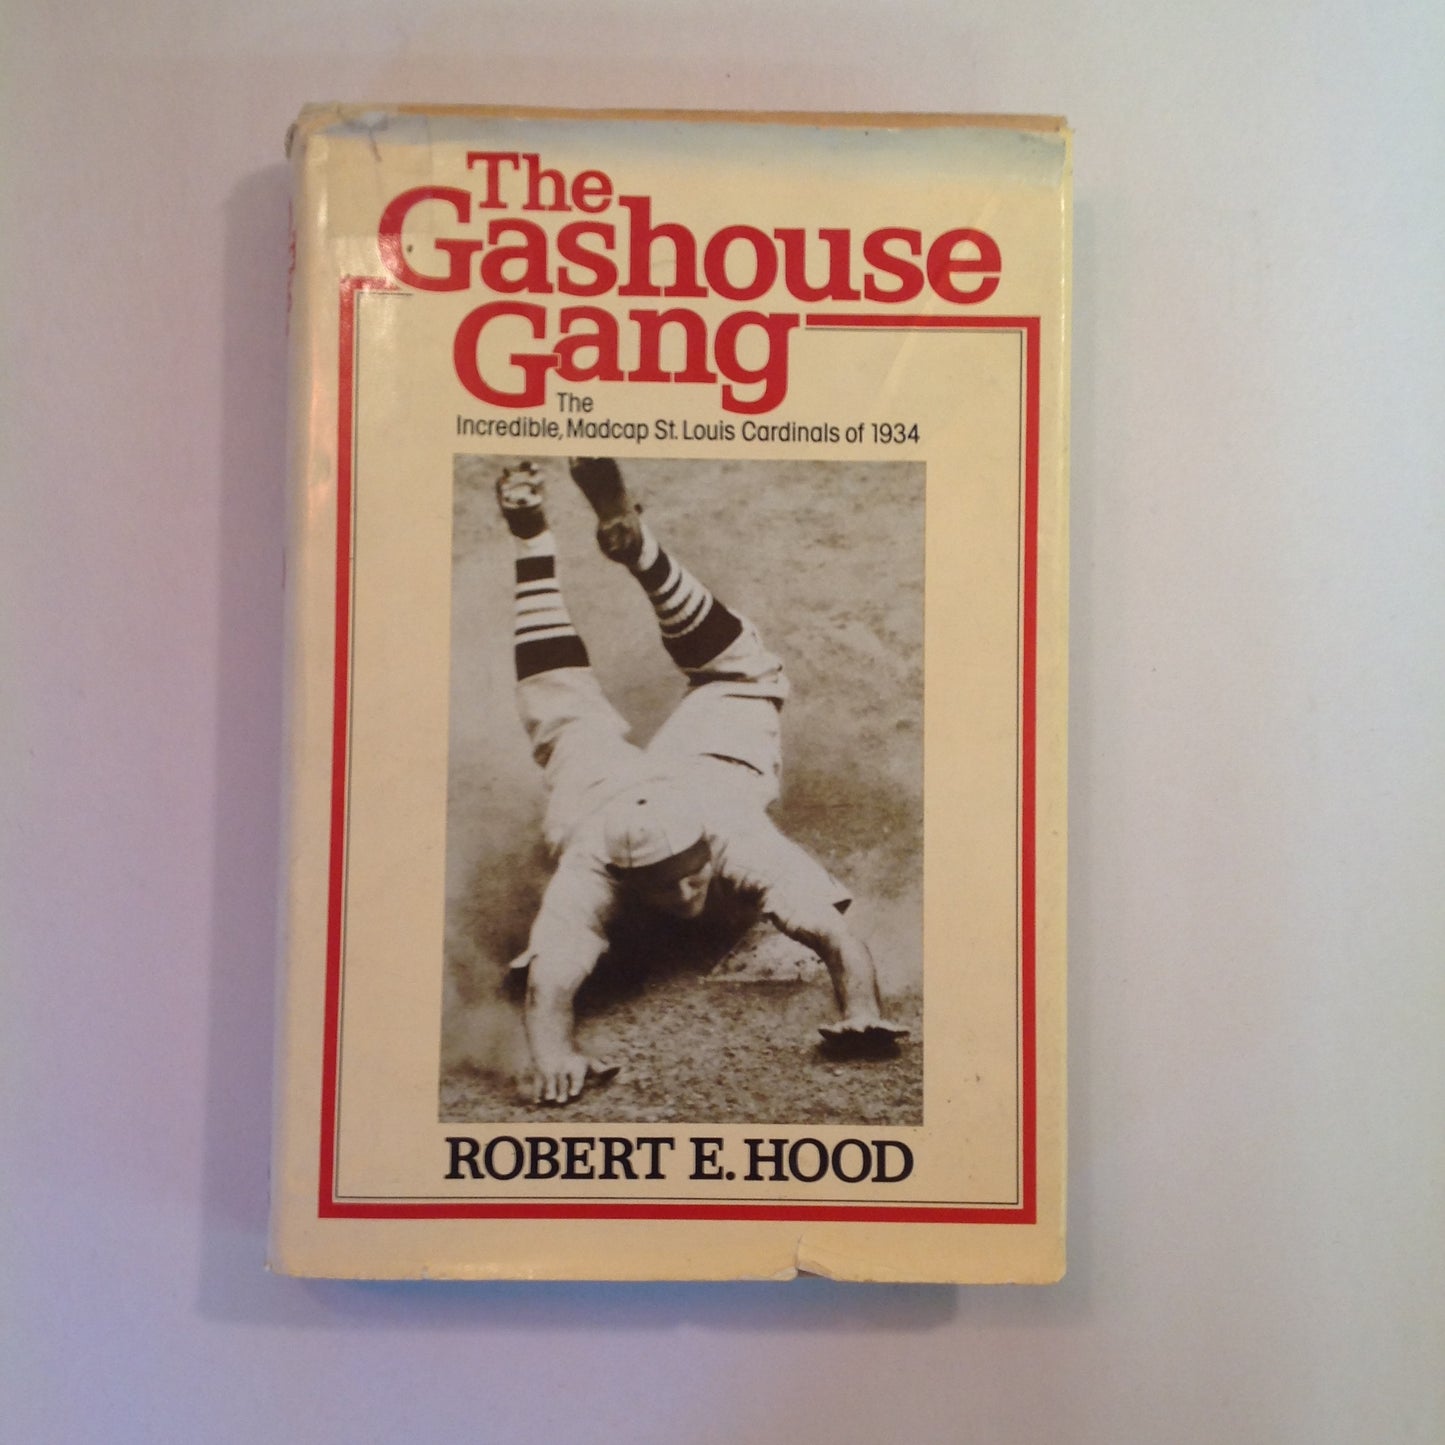 The
Gashouse
Gang
The
Incredible, Madcap St. Louis Cardinals of 1934
ROBERT E. HOOD